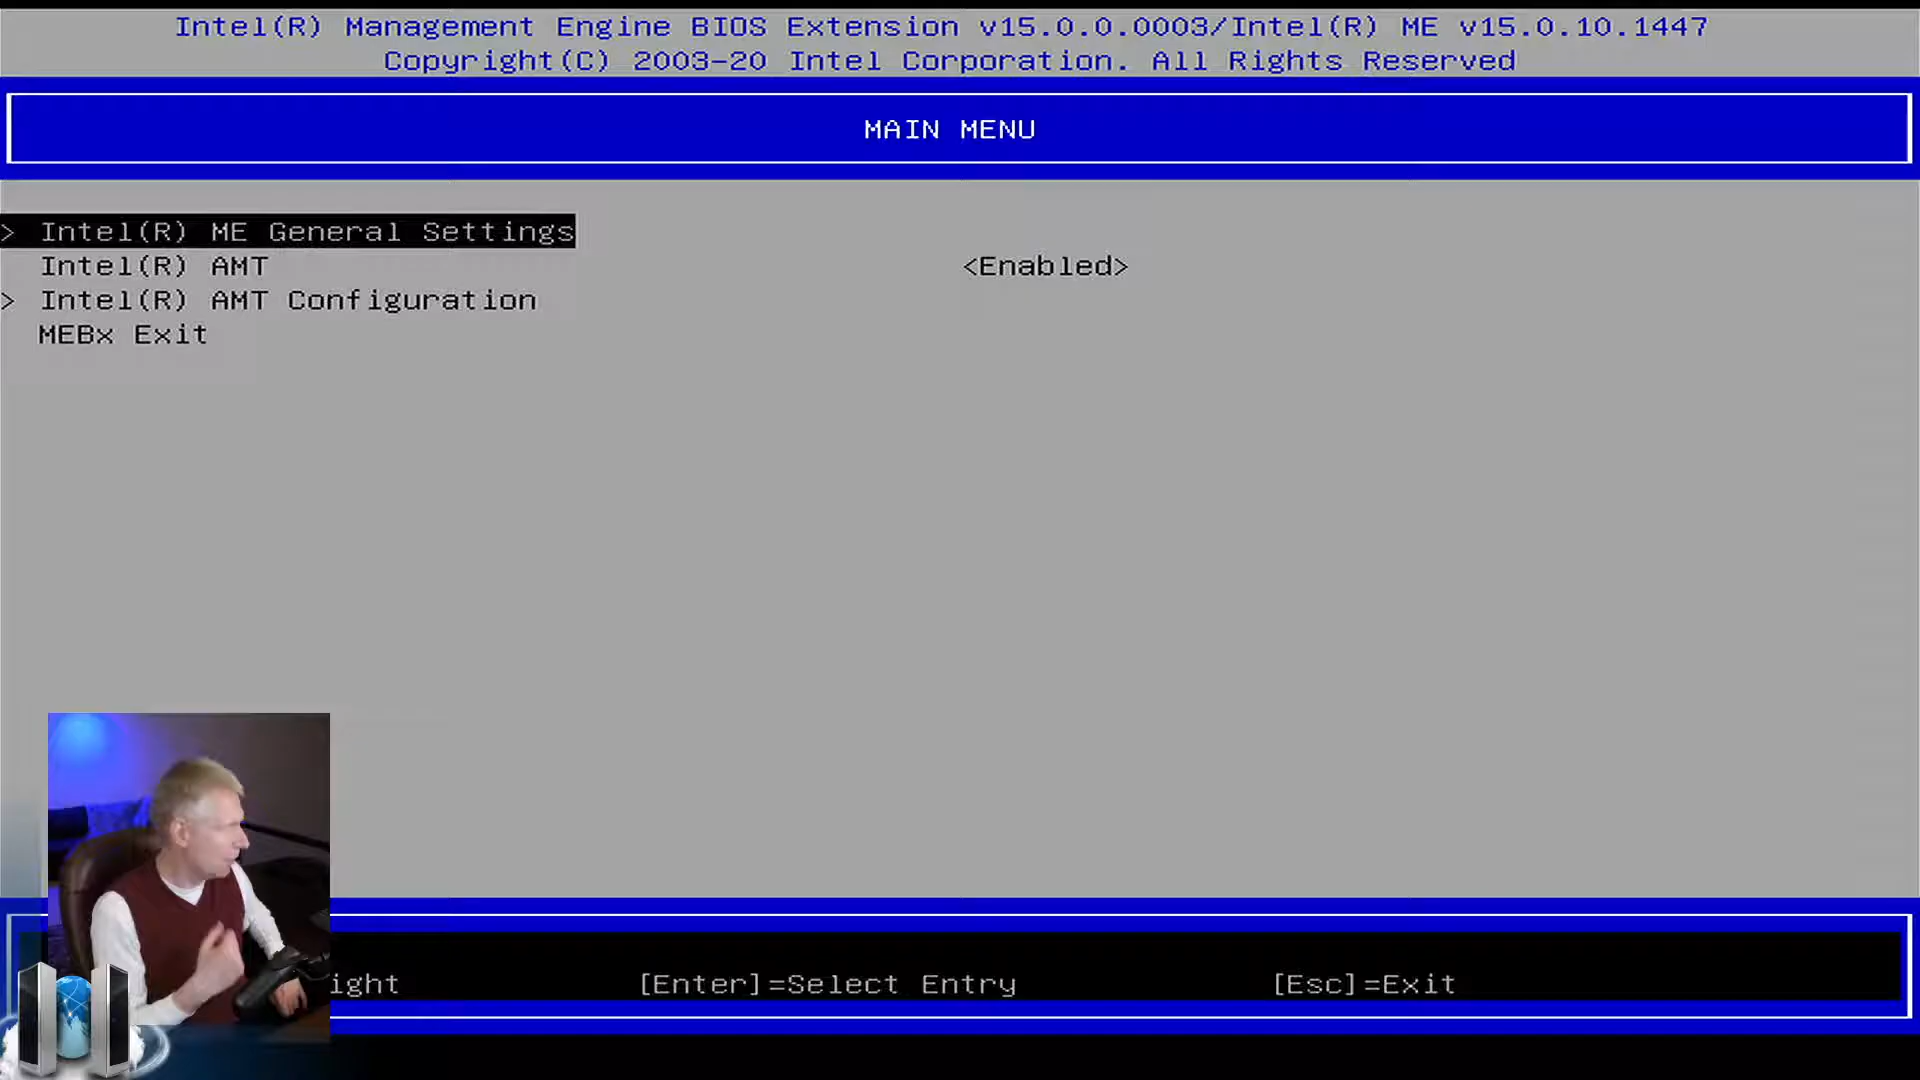 Intel(R) Management Engine BIOS Extension v15.0.0.0003/Intel(R) ME v15.0.10.1447
Copyright(C) 2003-20 Intel Corporation. All Rights Reserved
MAIN MENU
> Intel(R) ME General Settings
Intel(R) AMT <Enabled>
> Intel(R) AMT Configuration
MEBx Exit
ight [Enter]=Select Entry [Esc]=Exit